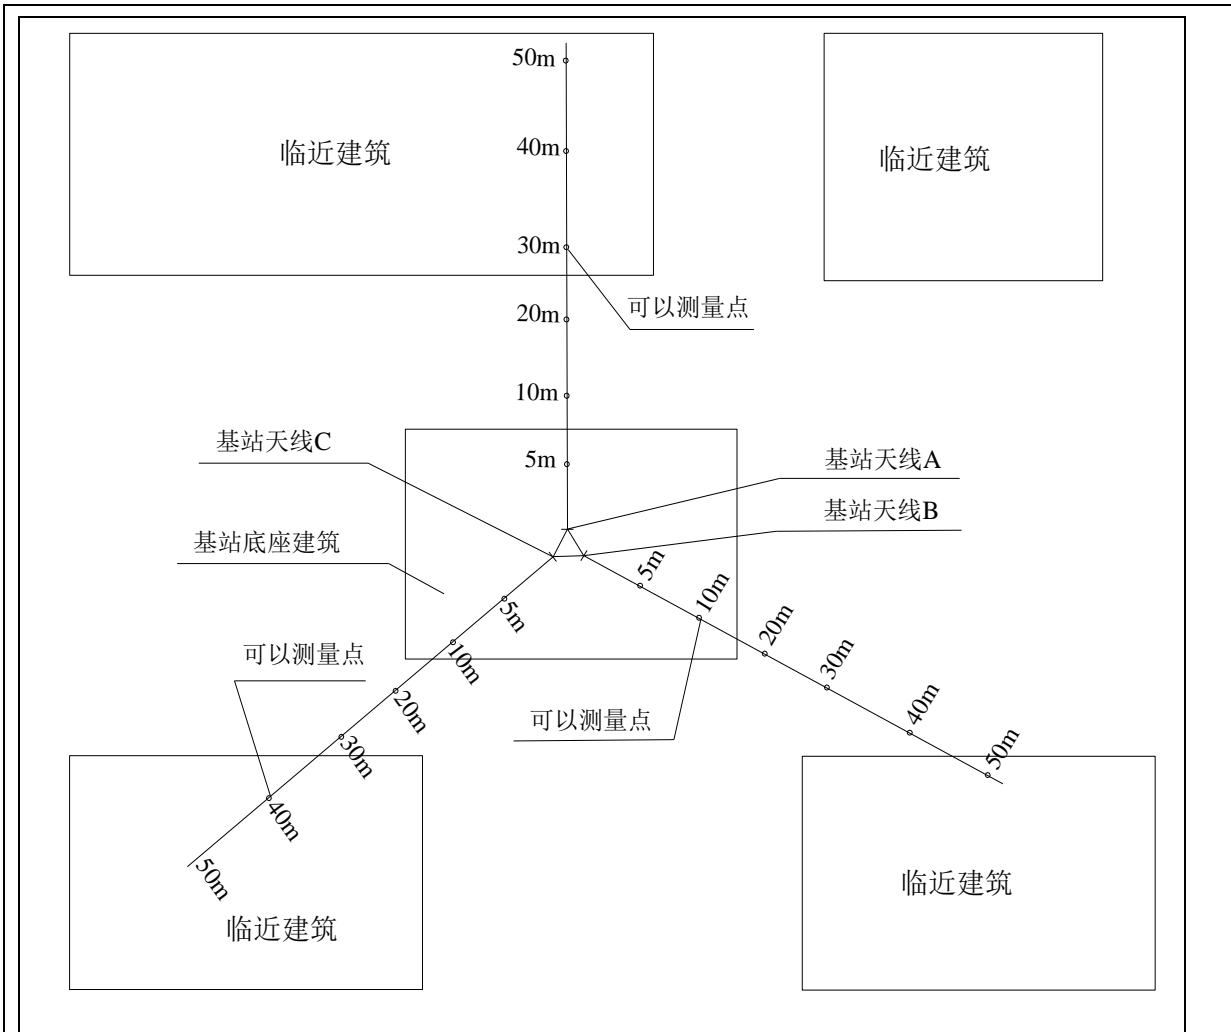 50m
临近建筑
临近建筑
40m
30m
可以测量点
20m
10m
基站天线C
5m
基站天线A
基站天线B
基站底座建筑
5m
10m
20m
30m
40m
50m
5m
10m
20m
30m
40m
50m
可以测量点
可以测量点
临近建筑
临近建筑